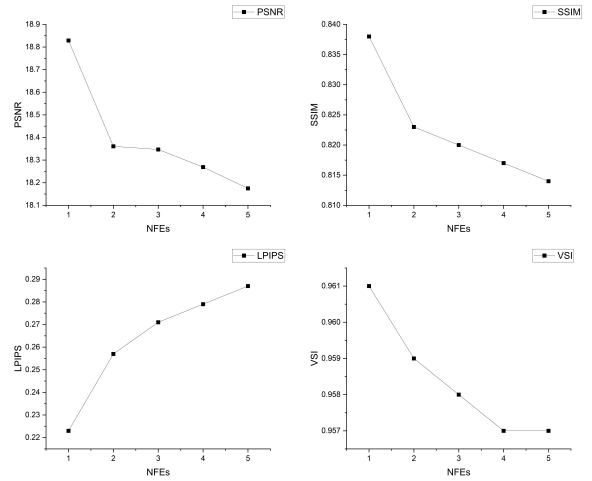 PSNR
18.9
18.8
18.7
18.6
18.5
18.4
18.3
18.2
18.1
PSNR
1 2 3 4 5
NFEs
SSIM
0.840
0.835
0.830
0.825
0.820
0.815
0.810
SSIM
1 2 3 4 5
NFEs
LPIPS
0.29
0.28
0.27
0.26
0.25
0.24
0.23
0.22
LPIPS
1 2 3 4 5
NFEs
VSI
0.961
0.960
0.959
0.958
0.957
VSI
1 2 3 4 5
NFEs